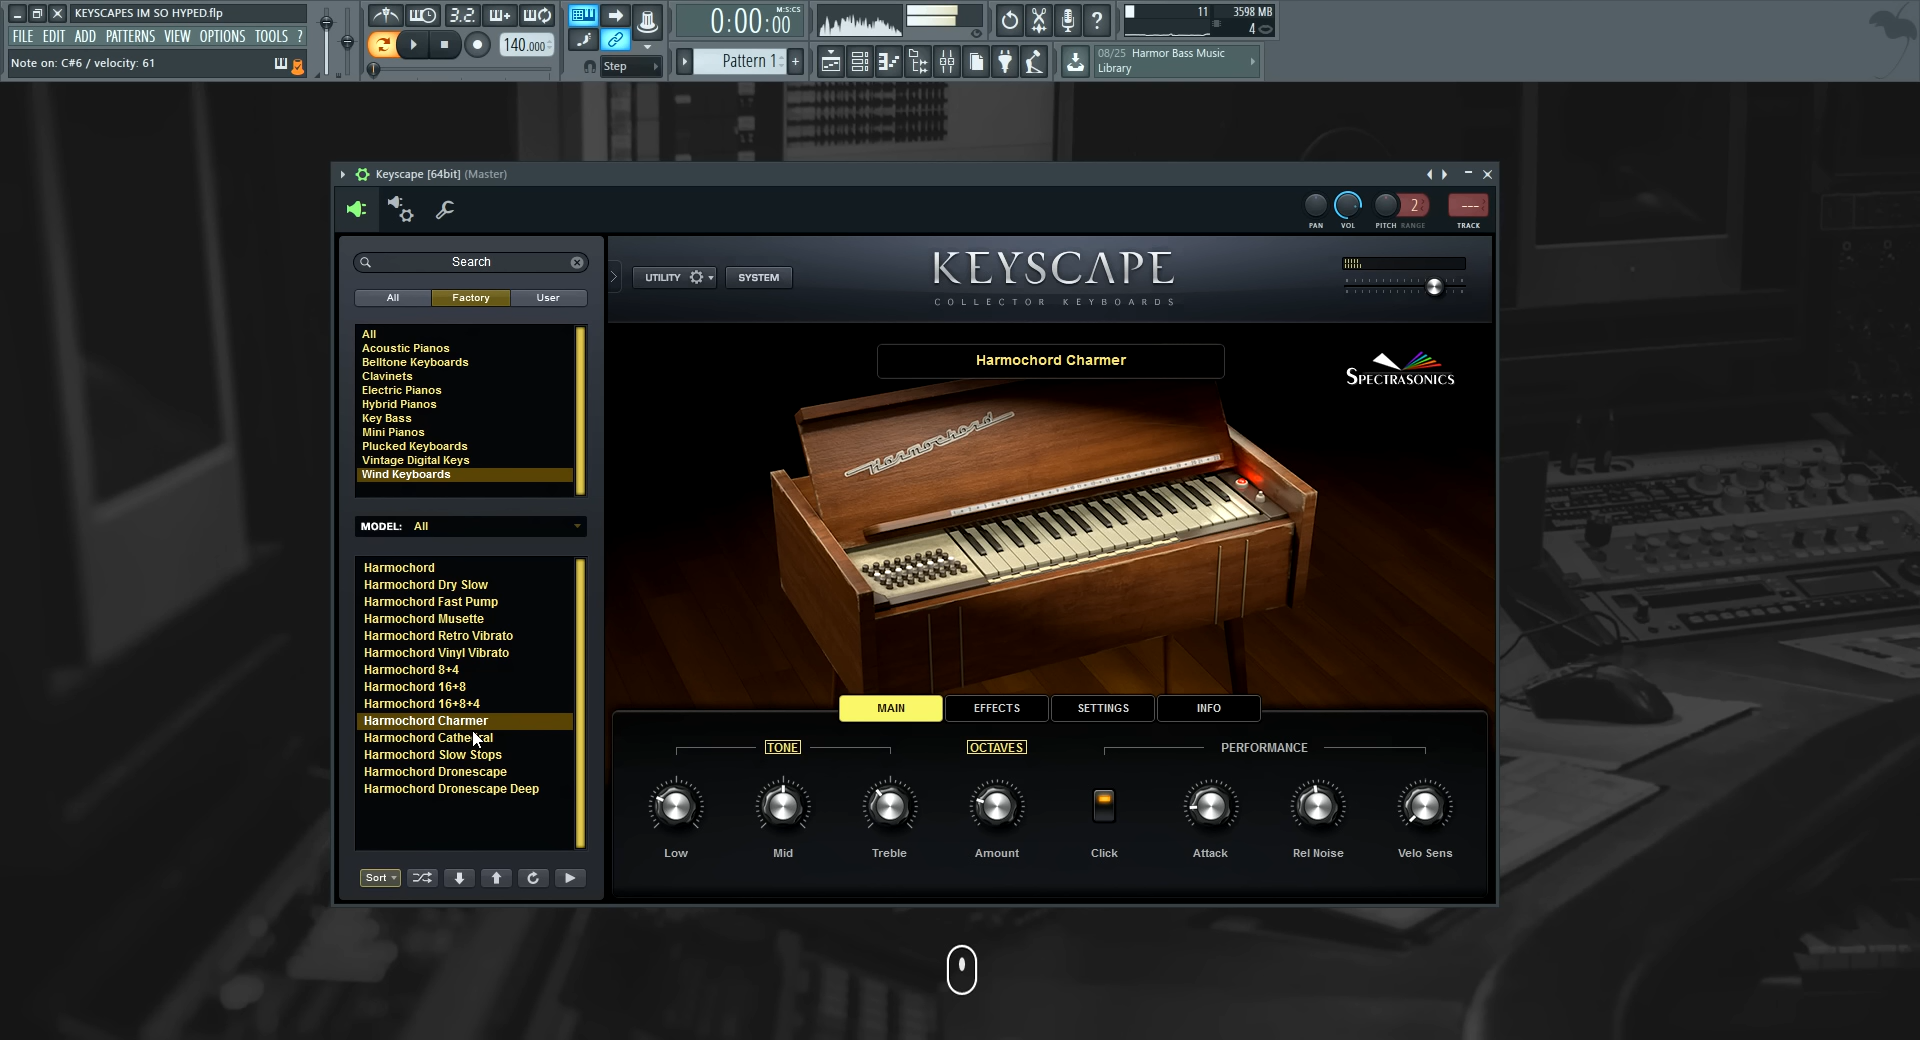 KEYSCAPES IM SO HYPED.flp
FILE EDIT ADD PATTERNS VIEW OPTIONS TOOLS ?
Note on: C#6 / velocity: 61
3.2.
140.000
Step
0:00:00
M:S:CS
Pattern 1
+
?
11
3598 MB
4
08/25 Harmor Bass Music
Library
Keyscape [64bit] (Master)
PAN
VOL
PITCH RANGE
2
---
TRACK
Search
All
Factory
User
All
Acoustic Pianos
Belltone Keyboards
Clavinets
Electric Pianos
Hybrid Pianos
Key Bass
Mini Pianos
Plucked Keyboards
Vintage Digital Keys
Wind Keyboards
MODEL: All
Harmochord
Harmochord Dry Slow
Harmochord Fast Pump
Harmochord Musette
Harmochord Retro Vibrato
Harmochord Vinyl Vibrato
Harmochord 8+4
Harmochord 16+8
Harmochord 16+8+4
Harmochord Charmer
Harmochord Cathedral
Harmochord Slow Stops
Harmochord Dronescape
Harmochord Dronescape Deep
Sort
UTILITY
SYSTEM
KEYSCAPE
COLLECTOR KEYBOARDS
Harmochord Charmer
SPECTRASONICS
Harmochord
MAIN
EFFECTS
SETTINGS
INFO
TONE
OCTAVES
PERFORMANCE
Low
Mid
Treble
Amount
Click
Attack
Rel Noise
Velo Sens